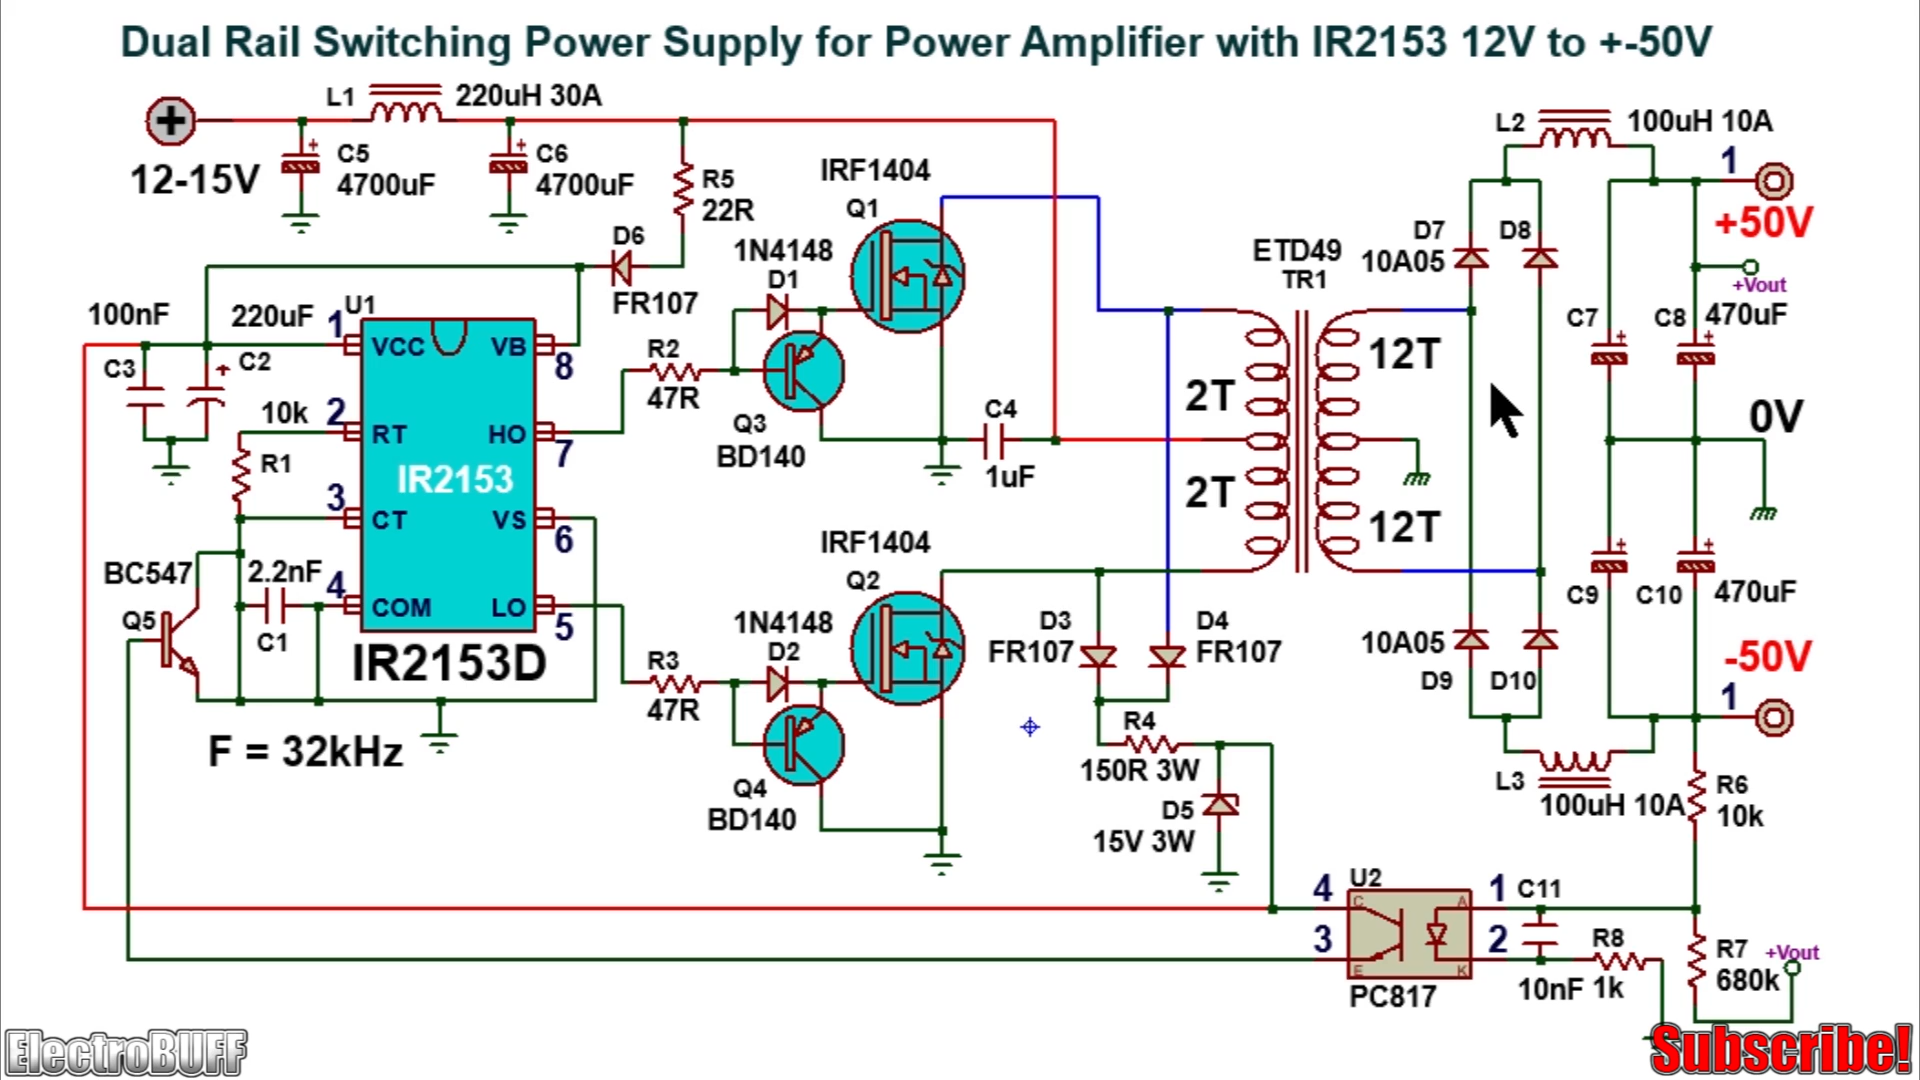 Dual Rail Switching Power Supply for Power Amplifier with IR2153 12V to +-50V
L1
220uH 30A
12-15V
C5
4700uF
C6
4700uF
R5
22R
D6
FR107
IRF1404
Q1
1N4148
D1
R2
47R
Q3
BD140
C4
1uF
ETD49
TR1
2T
2T
12T
12T
D7
10A05
D8
L2
100uH 10A
1
+50V
+Vout
C7
C8
470uF
0V
C9
C10
470uF
-50V
1
10A05
D9
D10
L3
100uH 10A
R6
10k
100nF
C3
220uF
C2
U1
1
2
3
4
VCC
RT
CT
COM
VB
HO
VS
LO
8
7
6
5
IR2153
IR2153D
10k
R1
BC547
Q5
2.2nF
C1
F = 32kHz
IRF1404
Q2
1N4148
D2
R3
47R
Q4
BD140
D3
FR107
D4
FR107
R4
150R 3W
D5
15V 3W
U2
4
3
1
2
C
A
E
K
PC817
C11
10nF
R8
1k
R7
680k
+Vout
ElectroBUFF
Subscribe!